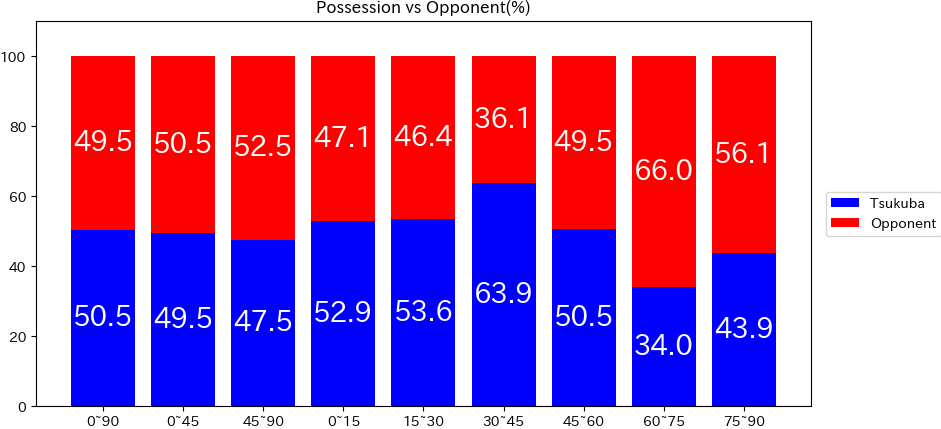 Possession vs Opponent(%)
100
80
60
40
20
0
49.5 50.5 52.5 47.1 46.4 36.1 49.5 66.0 56.1
50.5 49.5 47.5 52.9 53.6 63.9 50.5 34.0 43.9
0~90 0~45 45~90 0~15 15~30 30~45 45~60 60~75 75~90
Tsukuba
Opponent